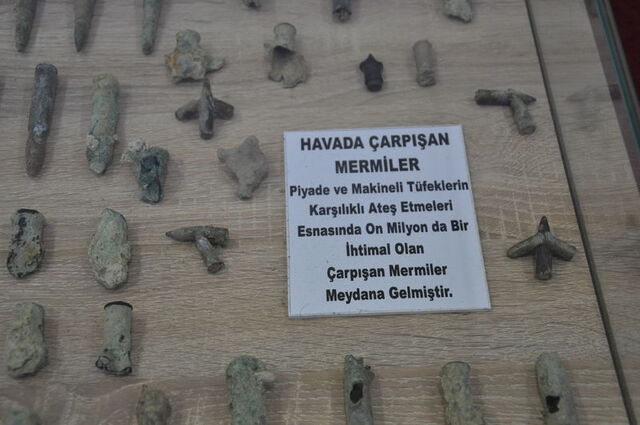 HAVADA ÇARPIŞAN
MERMİLER
Piyade ve Makineli Tüfeklerin
Karşılıklı Ateş Etmeleri
Esnasında On Milyon da Bir
İhtimal Olan
Çarpışan Mermiler
Meydana Gelmiştir.